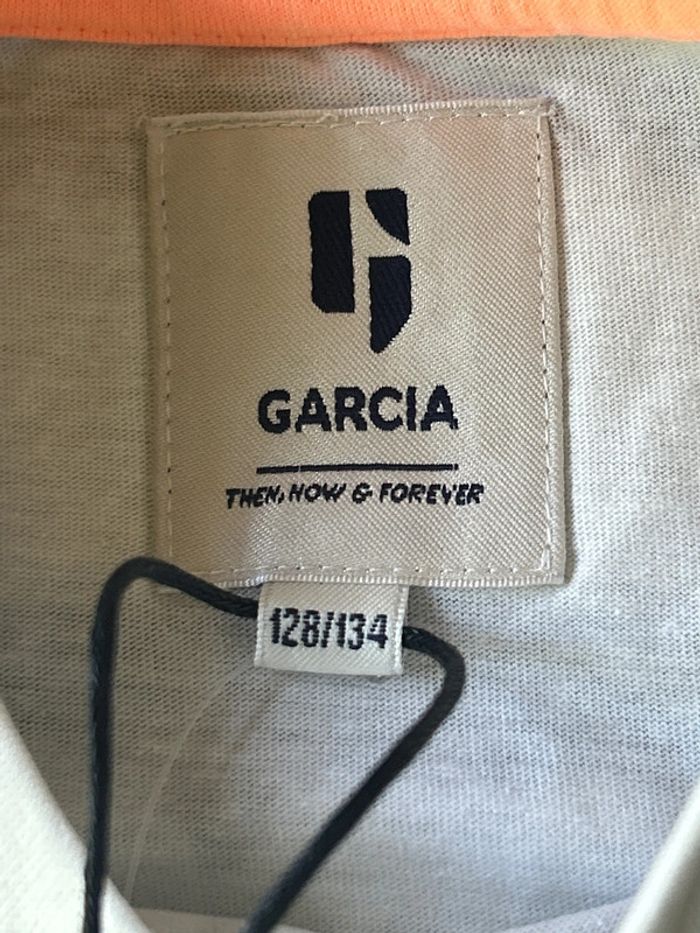 GARCIA
THEN, NOW & FOREVER
128/134